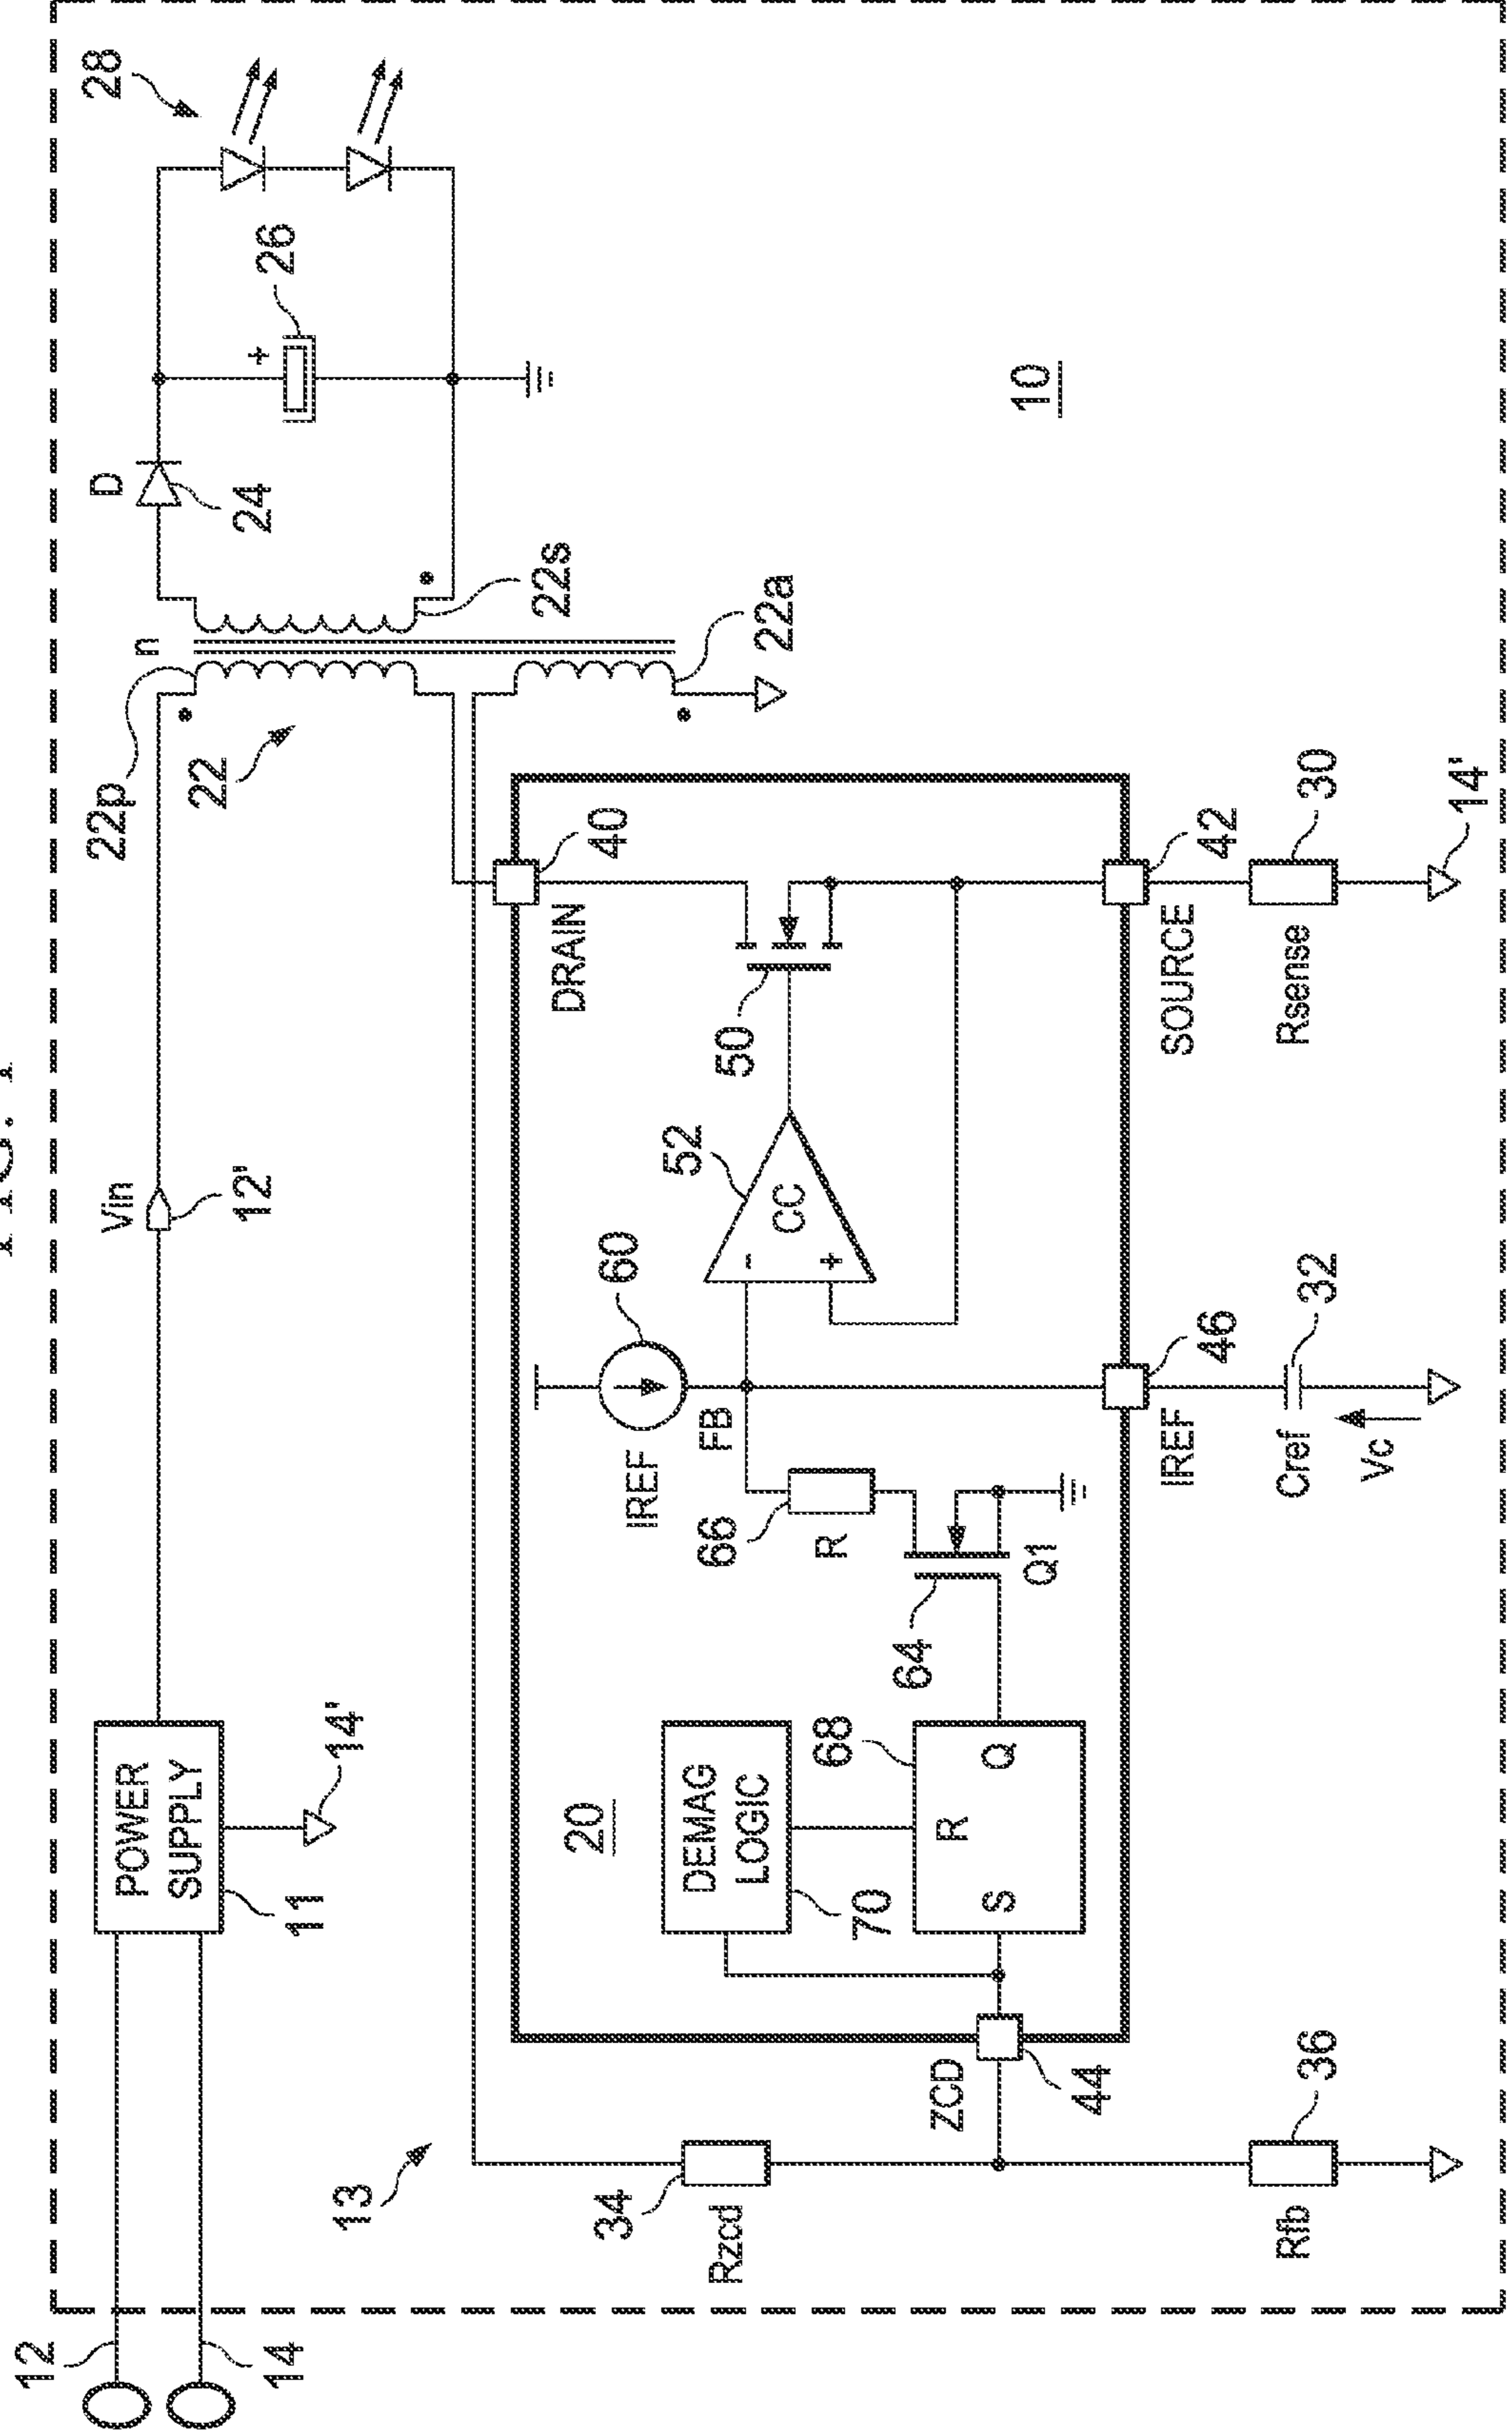 12
14
POWER
SUPPLY
11
14'
Vin
12'
22p
22
n
D
24
+
26
28
13
22s
22a
20
DRAIN
40
34
Rzcd
DEMAG
LOGIC
70
IREF
60
FB
66
R
52
-
CC
+
50
68
S
R
Q
64
Q1
ZCD
44
10
IREF
46
SOURCE
42
Rfb
36
Cref
32
Vc
Rsense
30
14'